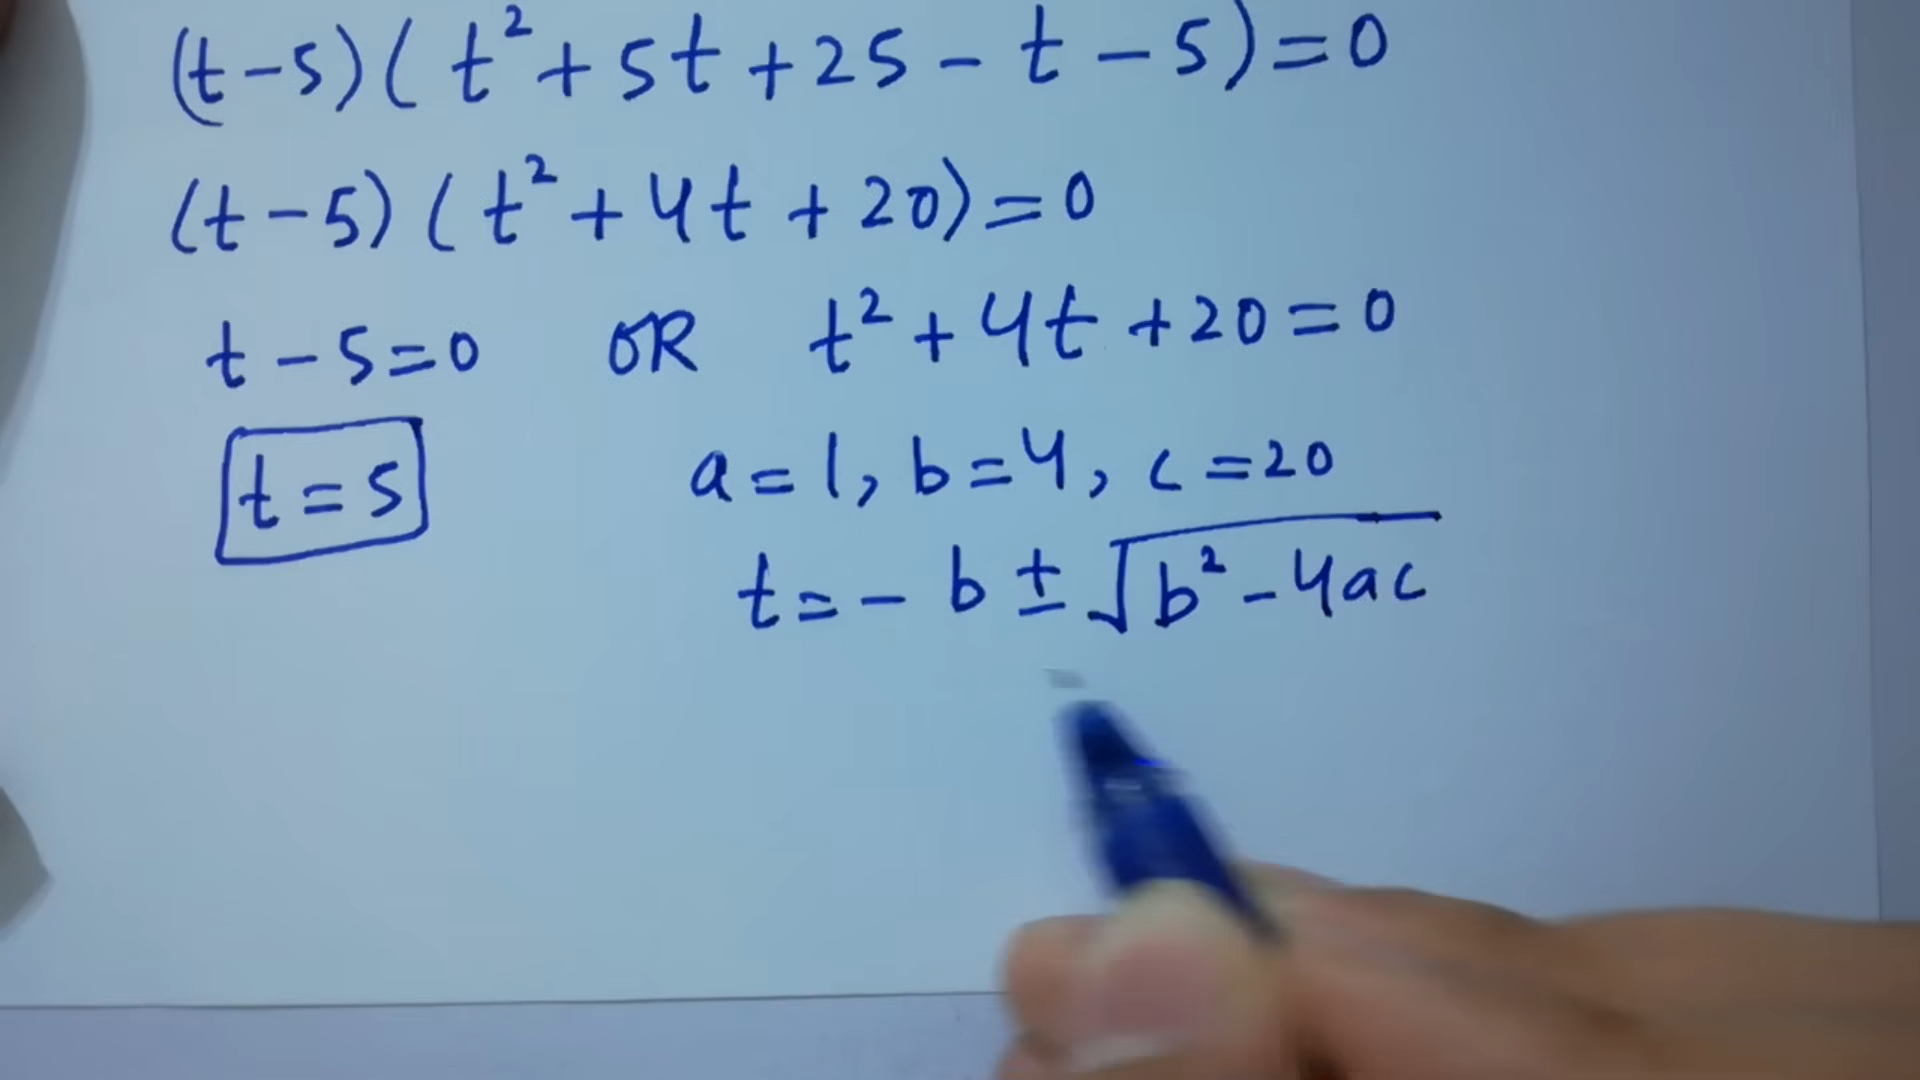 (t-5)(t²+5t+25-t-5)=0
(t-5)(t²+4t+20)=0
t-5=0 OR t²+4t+20=0
t=5 a=1, b=4, c=20
t=-b±√b²-4ac